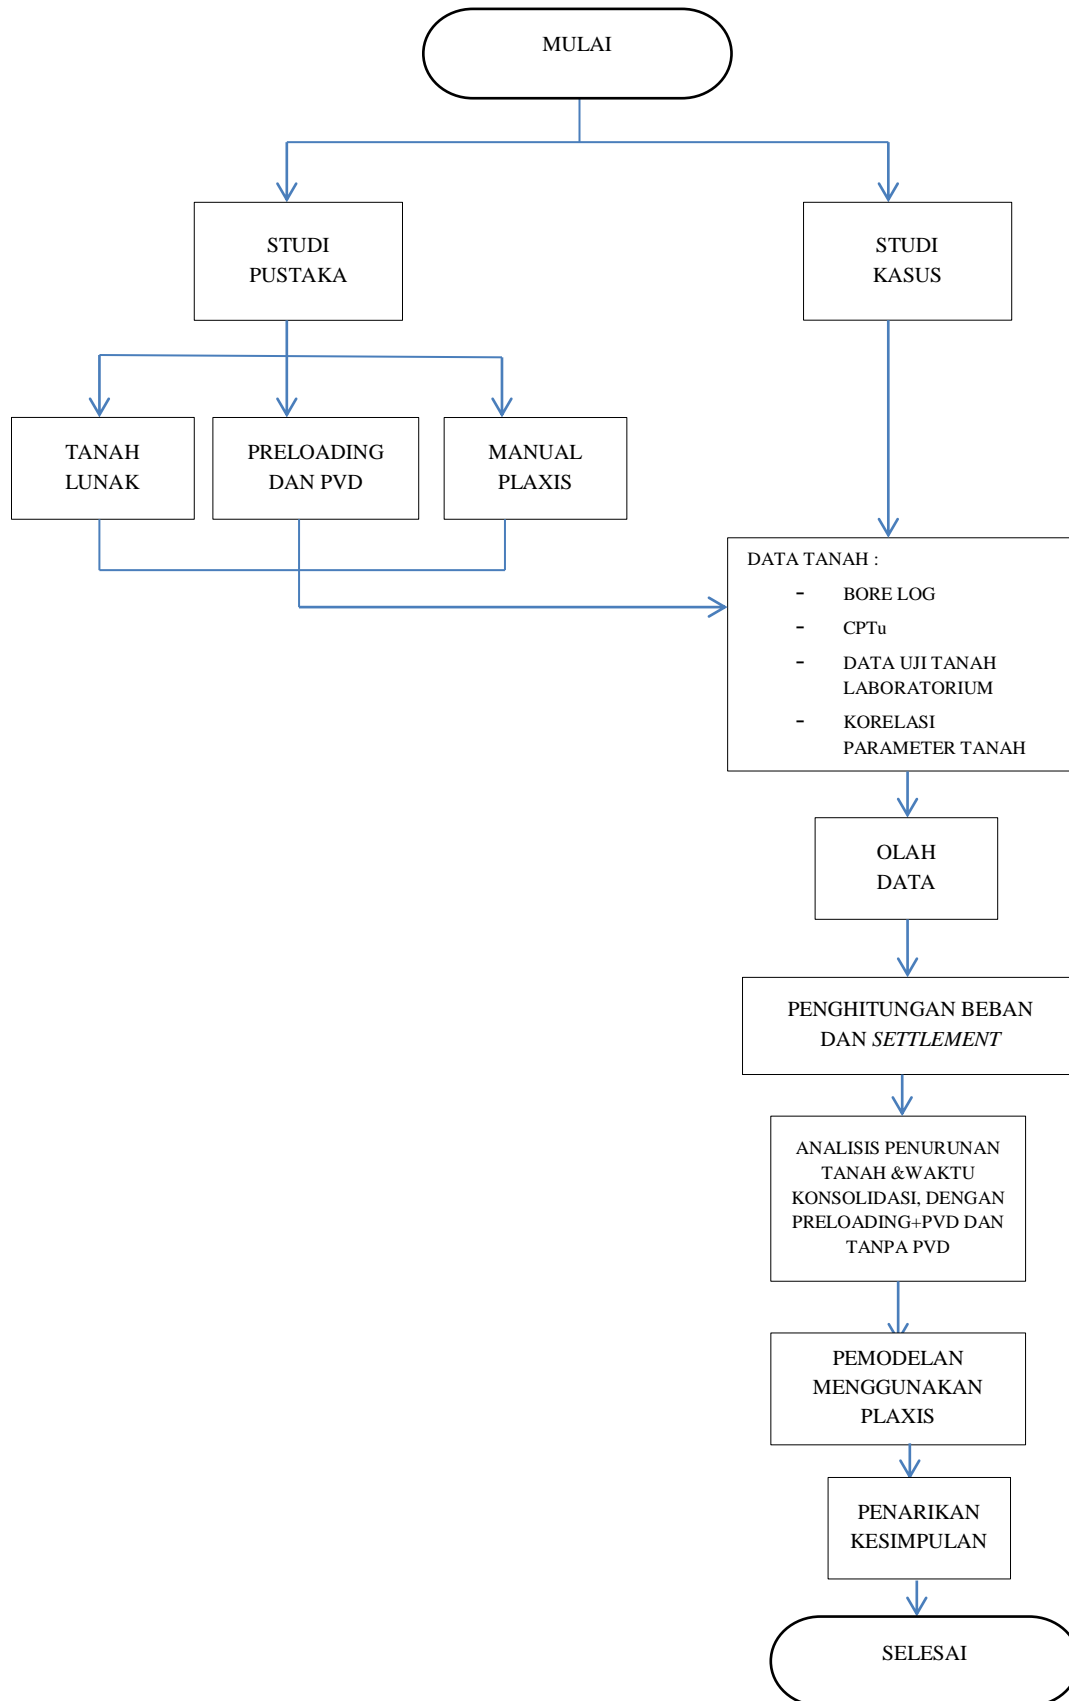 MULAI
STUDI
PUSTAKA
STUDI
KASUS
TANAH
LUNAK
PRELOADING
DAN PVD
MANUAL
PLAXIS
DATA TANAH :
- BORE LOG
- CPTu
- DATA UJI TANAH
LABORATORIUM
- KORELASI
PARAMETER TANAH
OLAH
DATA
PENGHITUNGAN BEBAN
DAN SETTLEMENT
ANALISIS PENURUNAN
TANAH &WAKTU
KONSOLIDASI, DENGAN
PRELOADING+PVD DAN
TANPA PVD
PEMODELAN
MENGGUNAKAN
PLAXIS
PENARIKAN
KESIMPULAN
SELESAI